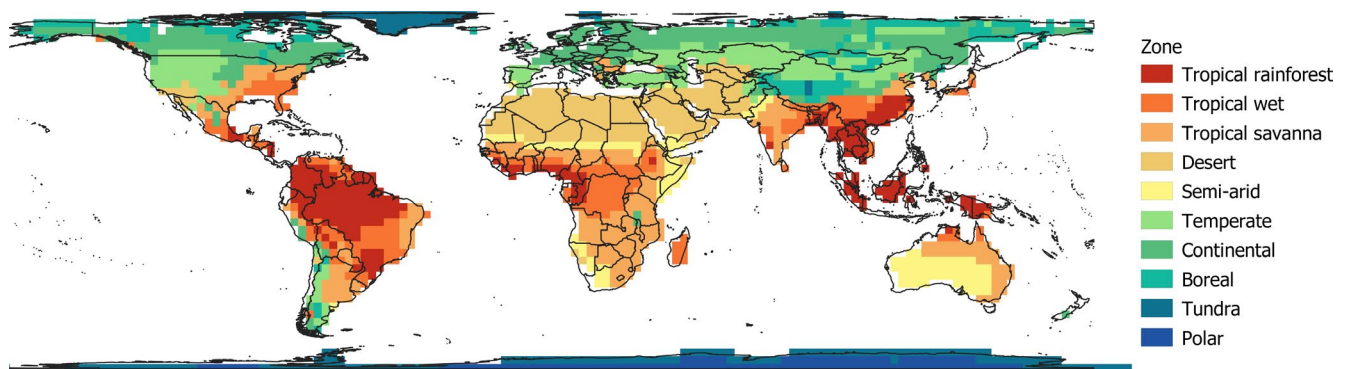 Zone
Tropical rainforest
Tropical wet
Tropical savanna
Desert
Semi-arid
Temperate
Continental
Boreal
Tundra
Polar